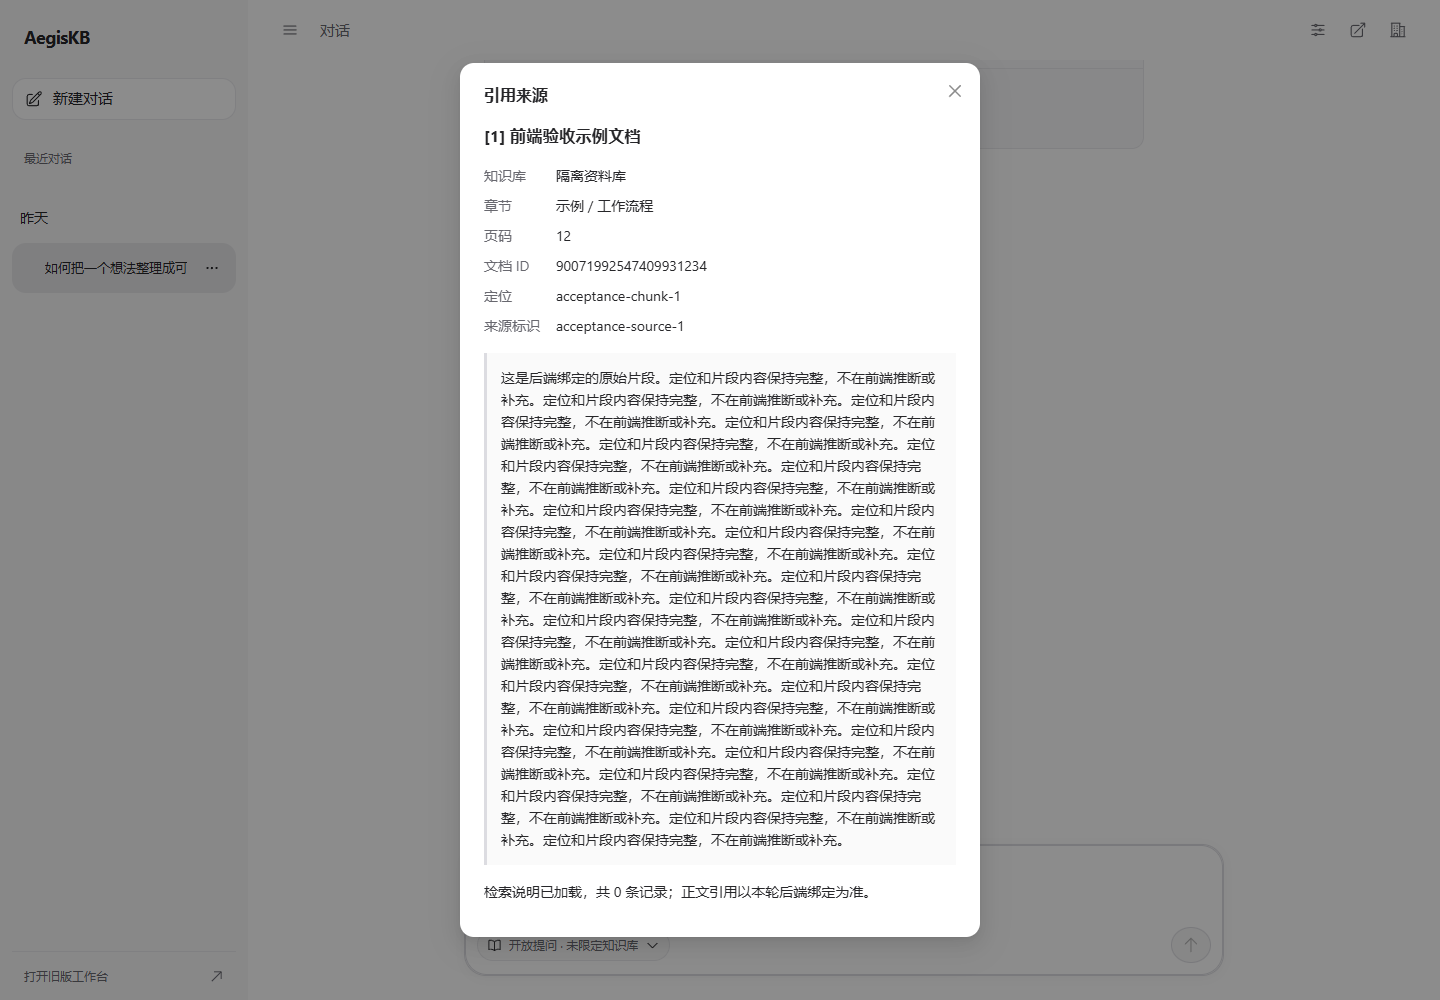 AegisKB
新建对话
最近对话
昨天
如何把一个想法整理成可
打开旧版工作台
对话
引用来源
[1] 前端验收示例文档
知识库 隔离资料库
章节 示例 / 工作流程
页码 12
文档 ID 90071992547409931234
定位 acceptance-chunk-1
来源标识 acceptance-source-1
这是后端绑定的原始片段。定位和片段内容保持完整，不在前端推断或
补充。定位和片段内容保持完整，不在前端推断或补充。定位和片段内
容保持完整，不在前端推断或补充。定位和片段内容保持完整，不在前
端推断或补充。定位和片段内容保持完整，不在前端推断或补充。定位
和片段内容保持完整，不在前端推断或补充。定位和片段内容保持完
整，不在前端推断或补充。定位和片段内容保持完整，不在前端推断或
补充。定位和片段内容保持完整，不在前端推断或补充。定位和片段内
容保持完整，不在前端推断或补充。定位和片段内容保持完整，不在前
端推断或补充。定位和片段内容保持完整，不在前端推断或补充。定位
和片段内容保持完整，不在前端推断或补充。定位和片段内容保持完
整，不在前端推断或补充。定位和片段内容保持完整，不在前端推断或
补充。定位和片段内容保持完整，不在前端推断或补充。定位和片段内
容保持完整，不在前端推断或补充。定位和片段内容保持完整，不在前
端推断或补充。定位和片段内容保持完整，不在前端推断或补充。定位
和片段内容保持完整，不在前端推断或补充。定位和片段内容保持完
整，不在前端推断或补充。定位和片段内容保持完整，不在前端推断或
补充。定位和片段内容保持完整，不在前端推断或补充。定位和片段内
容保持完整，不在前端推断或补充。定位和片段内容保持完整，不在前
端推断或补充。定位和片段内容保持完整，不在前端推断或补充。定位
和片段内容保持完整，不在前端推断或补充。定位和片段内容保持完
整，不在前端推断或补充。定位和片段内容保持完整，不在前端推断或
补充。定位和片段内容保持完整，不在前端推断或补充。
检索说明已加载，共 0 条记录；正文引用以本轮后端绑定为准。
开放提问 · 未限定知识库